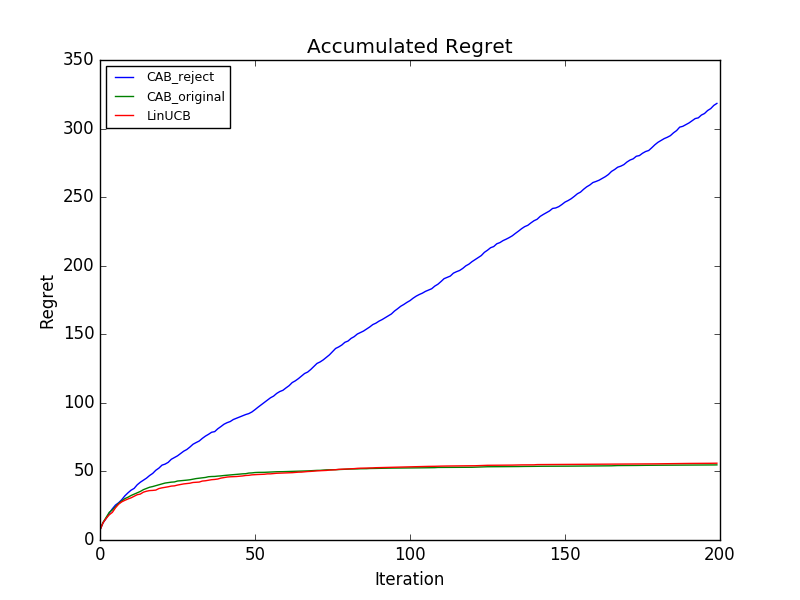 Accumulated Regret
350
300
250
200
150
100
50
0
Regret
CAB_reject
CAB_original
LinUCB
0 50 100 150 200
Iteration